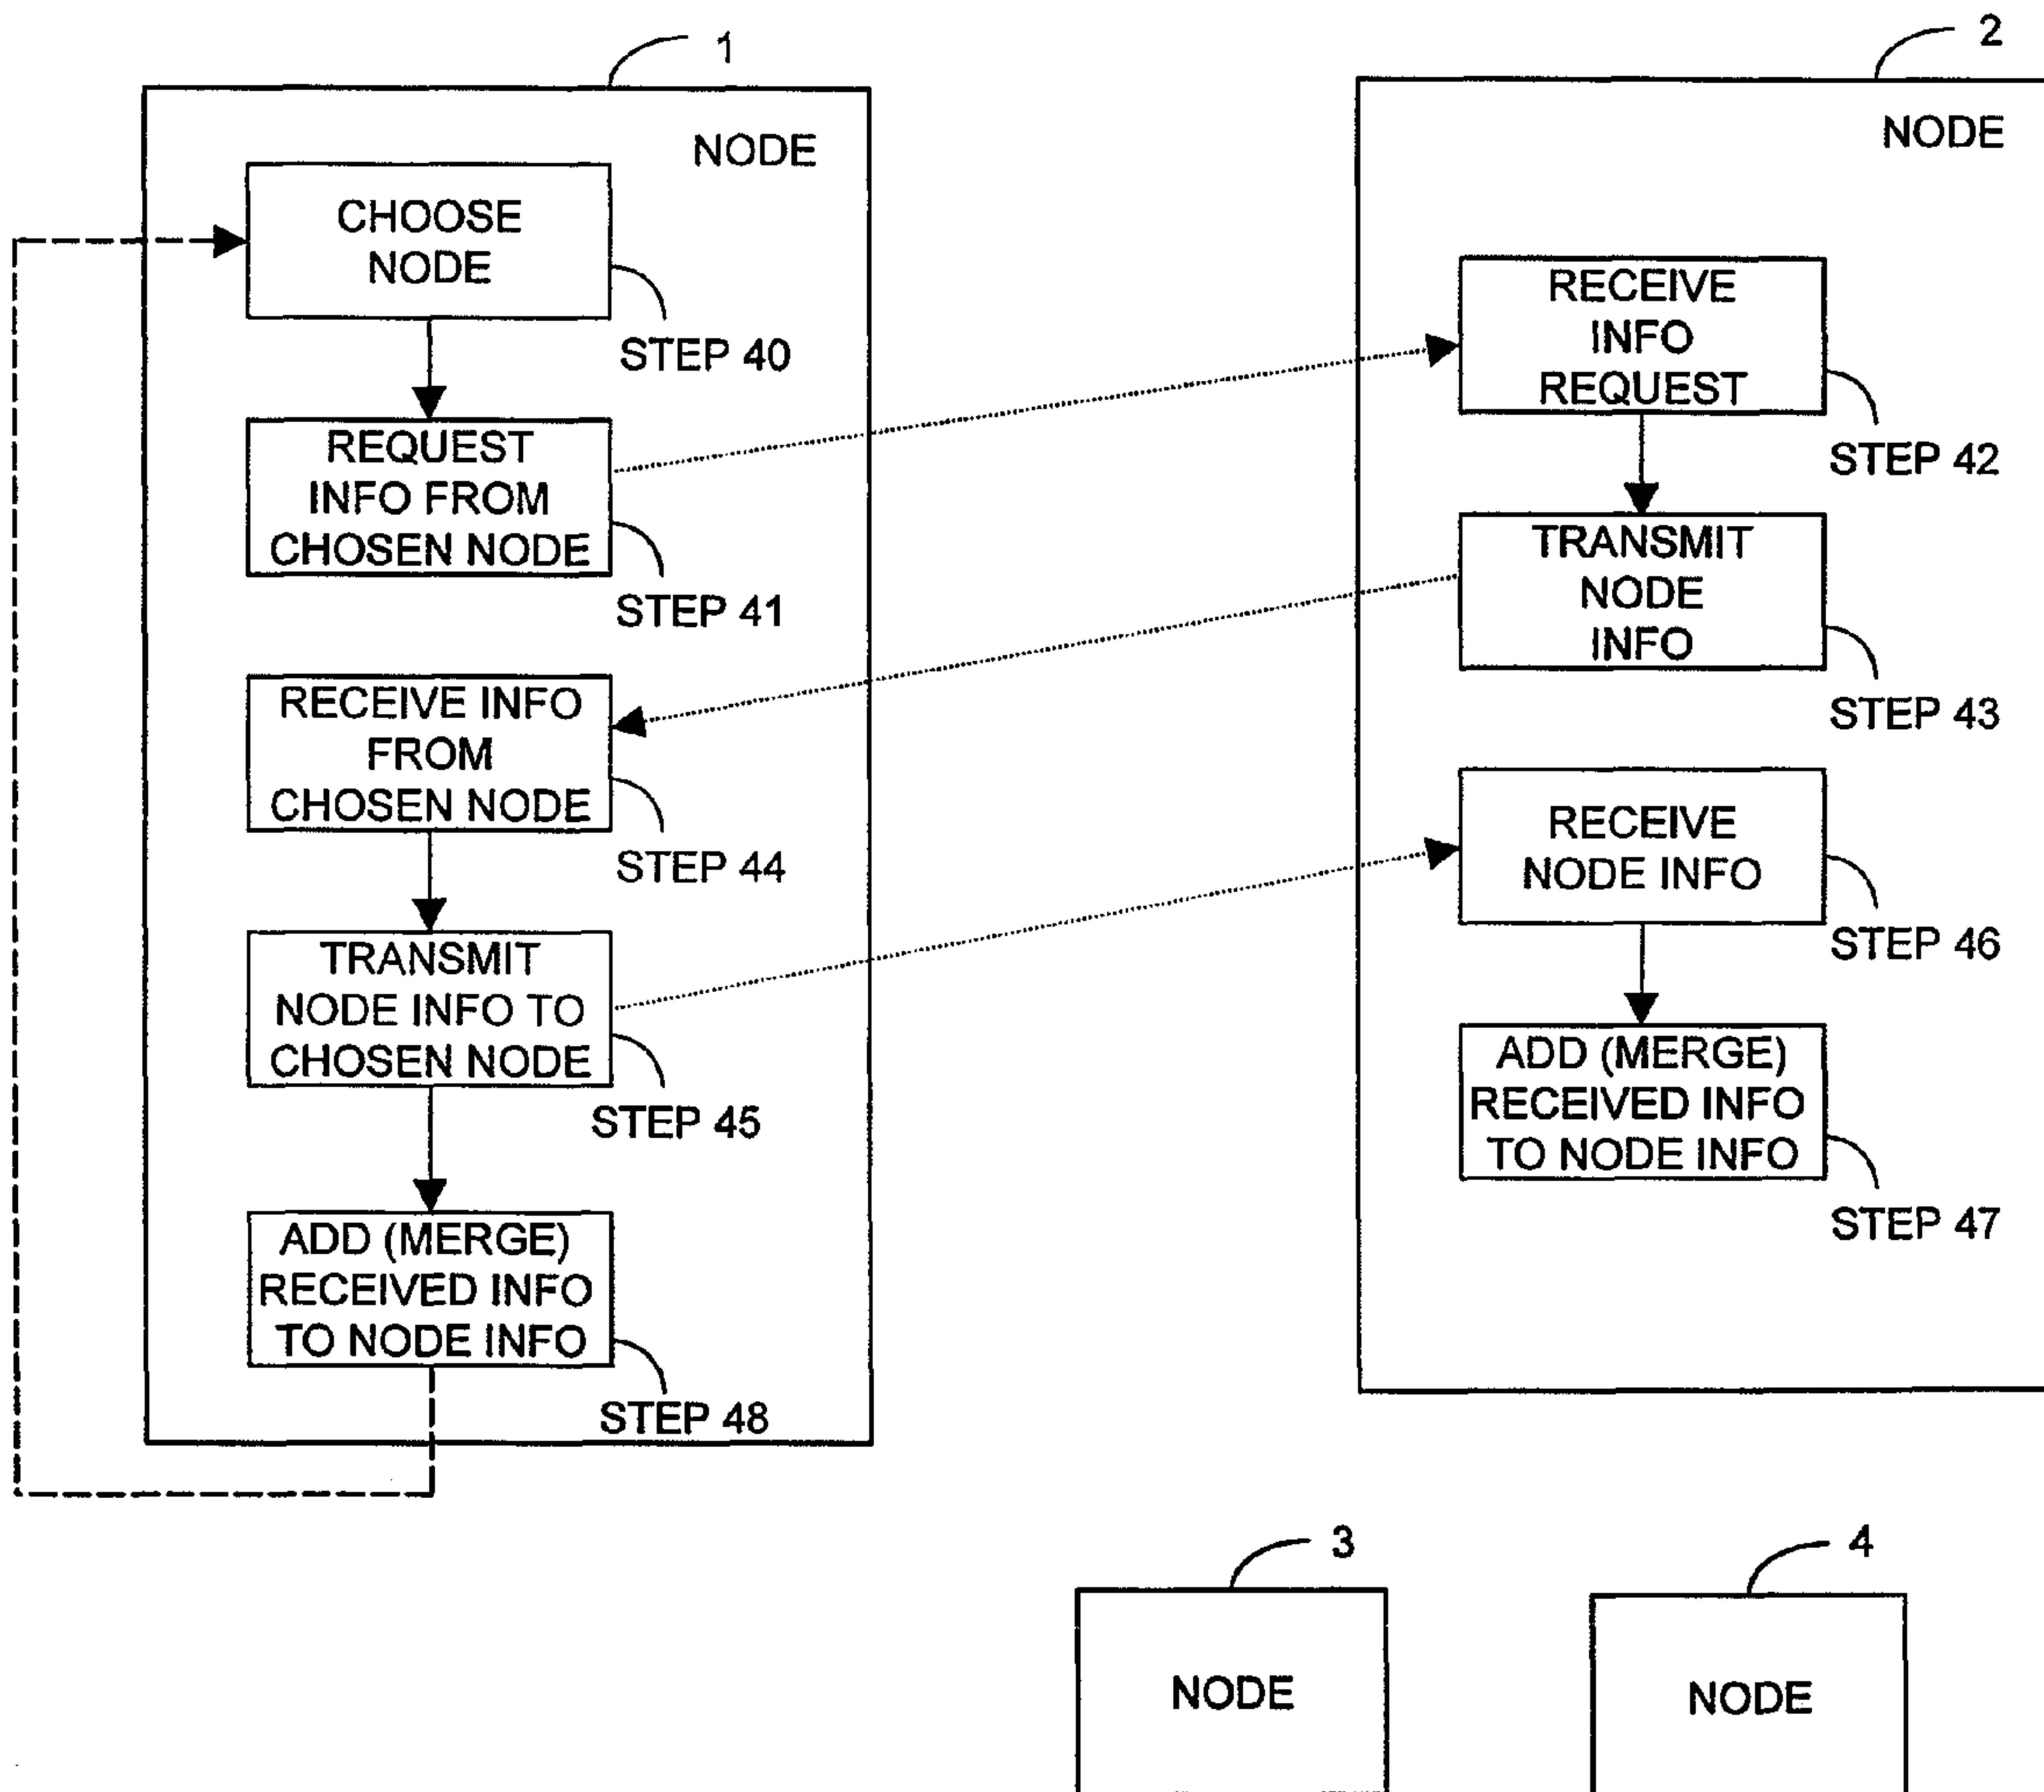 1
NODE
CHOOSE
NODE
STEP 40
REQUEST
INFO FROM
CHOSEN NODE
STEP 41
RECEIVE INFO
FROM
CHOSEN NODE
STEP 44
TRANSMIT
NODE INFO TO
CHOSEN NODE
STEP 45
ADD (MERGE)
RECEIVED INFO
TO NODE INFO
STEP 48
2
NODE
RECEIVE
INFO
REQUEST
STEP 42
TRANSMIT
NODE
INFO
STEP 43
RECEIVE
NODE INFO
STEP 46
ADD (MERGE)
RECEIVED INFO
TO NODE INFO
STEP 47
3
NODE
4
NODE